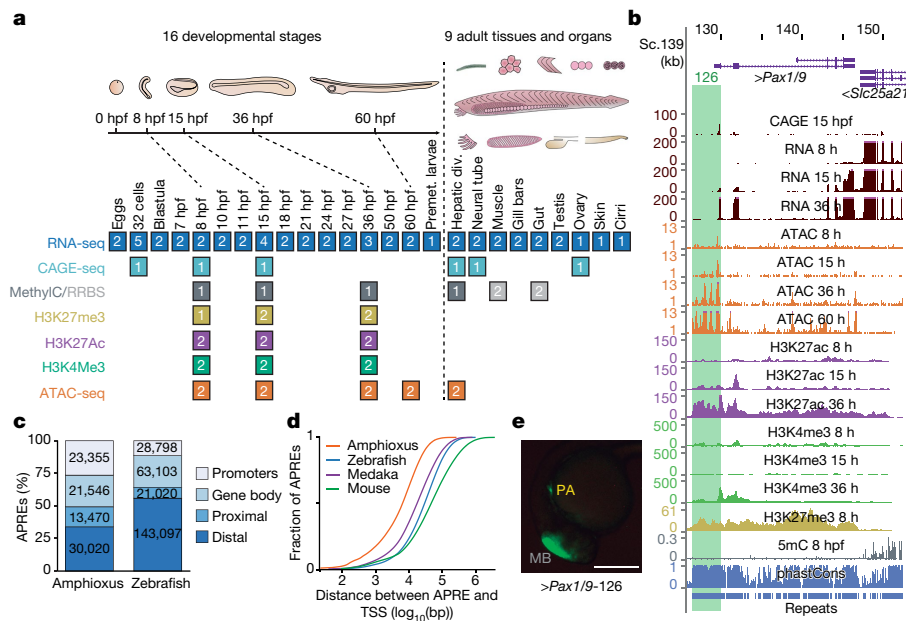 a
16 developmental stages
9 adult tissues and organs
0 hpf 8 hpf 15 hpf 36 hpf 60 hpf
Eggs 32 cells Blastula 7 hpf 8 hpf 10 hpf 11 hpf 15 hpf 18 hpf 21 hpf 24 hpf 27 hpf 36 hpf 50 hpf 60 hpf Premet. larvae Hepatic div. Neural tube Muscle Gill bars Gut Testis Ovary Skin Cirri
RNA-seq 2 5 2 2 2 2 2 4 2 2 2 2 3 2 2 1 2 2 2 2 2 2 2 1 1
CAGE-seq 1 1 1 1 1 1
MethylC/RRBS 1 1 1 1 2 2
H3K27me3 1 2 2
H3K27Ac 2 2 2
H3K4Me3 2 2 2
ATAC-seq 2 2 2 2 2
b
130 140 150
Sc.139
(kb)
126 >Pax1/9
<Slc25a21
100
0
CAGE 15 hpf
200
0
RNA 8 h
200
0
RNA 15 h
200
0
RNA 36 h
13
1
ATAC 8 h
13
1
ATAC 15 h
13
1
ATAC 36 h
13
1
ATAC 60 h
150
0
H3K27ac 8 h
150
0
H3K27ac 15 h
150
0
H3K27ac 36 h
500
0
H3K4me3 8 h
500
0
H3K4me3 15 h
500
0
H3K4me3 36 h
61
0
H3K27me3 8 h
0.3
0
5mC 8 hpf
1
0
phastCons
Repeats
c
APREs (%)
100
75
50
25
0
23,355
21,546
13,470
30,020
28,798
63,103
21,020
143,097
Promoters
Gene body
Proximal
Distal
Amphioxus Zebrafish
d
Fraction of APREs
1
0
Amphioxus
Zebrafish
Medaka
Mouse
2 3 4 5 6
Distance between APRE and
TSS (log10(bp))
e
PA
MB
>Pax1/9-126